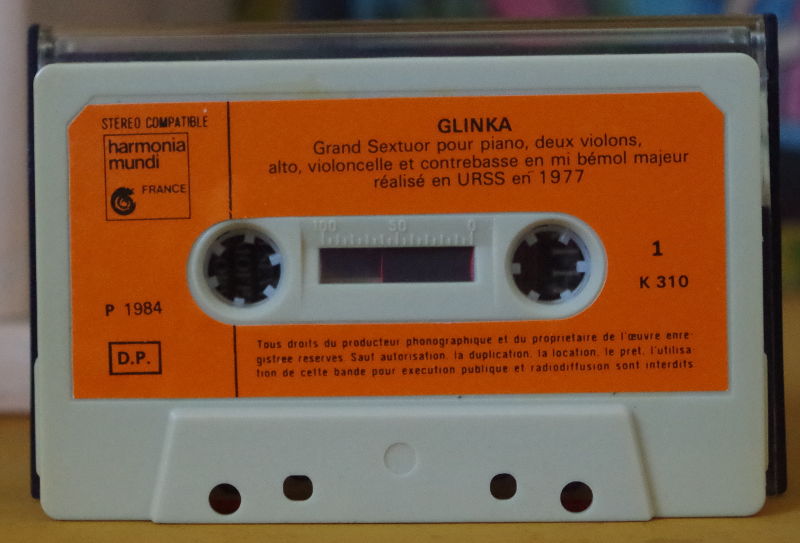 STEREO COMPATIBLE
harmonia
mundi
FRANCE
GLINKA
Grand Sextuor pour piano, deux violons,
alto, violoncelle et contrebasse en mi bémol majeur
réalisé en URSS en 1977
100 50 0
1
K 310
P 1984
D.P.
Tous droits du producteur phonographique et du proprietaire de l'œuvre enre-
gistree reserves. Sauf autorisation, la duplication, la location, le pret, l'utilisa-
tion de cette bande pour execution publique et radiodiffusion sont interdits